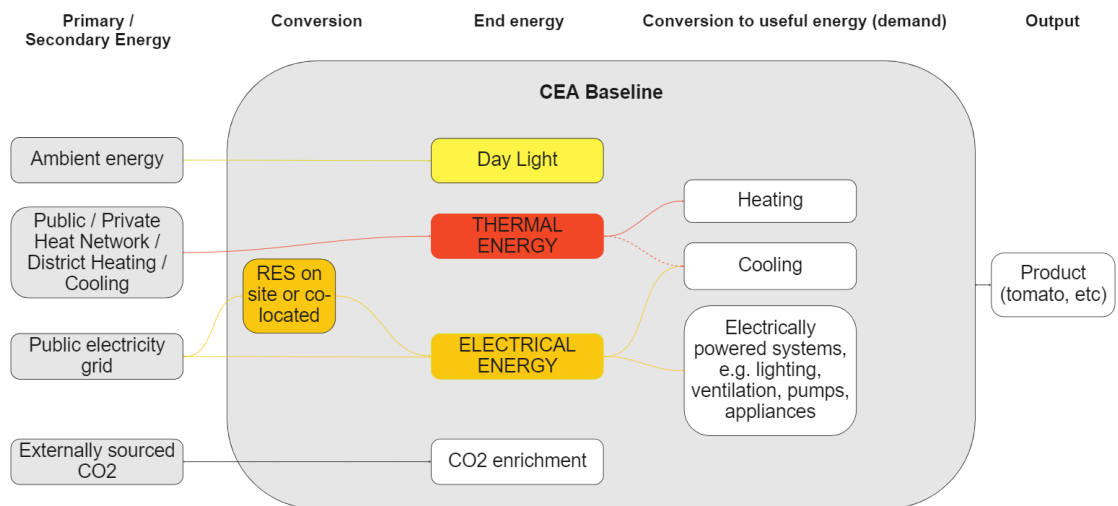 Primary /
Secondary Energy
Conversion
End energy
Conversion to useful energy (demand)
Output
CEA Baseline
Ambient energy
Day Light
Public / Private
Heat Network /
District Heating /
Cooling
THERMAL
ENERGY
Heating
Cooling
RES on
site or co-
located
Public electricity
grid
ELECTRICAL
ENERGY
Electrically
powered systems,
e.g. lighting,
ventilation, pumps,
appliances
Product
(tomato, etc)
Externally sourced
CO2
CO2 enrichment